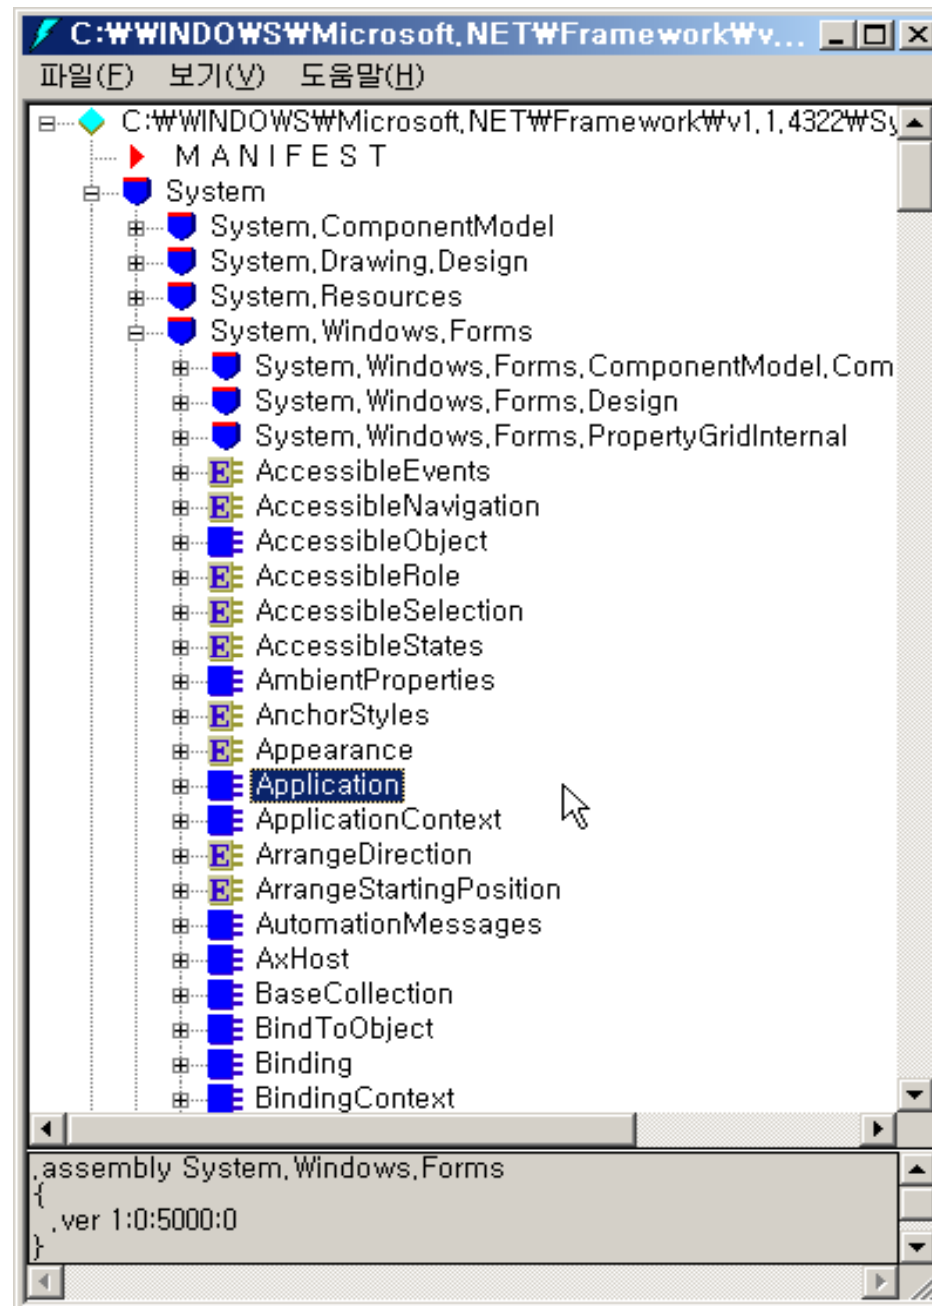 C:₩WINDOWS₩Microsoft.NET₩Framework₩v...
파일(F) 보기(V) 도움말(H)
C:₩WINDOWS₩Microsoft.NET₩Framework₩v1.1.4322₩Sy
M A N I F E S T
System
System.ComponentModel
System.Drawing.Design
System.Resources
System.Windows.Forms
System.Windows.Forms.ComponentModel.Com
System.Windows.Forms.Design
System.Windows.Forms.PropertyGridInternal
E AccessibleEvents
E AccessibleNavigation
AccessibleObject
E AccessibleRole
E AccessibleSelection
E AccessibleStates
AmbientProperties
E AnchorStyles
E Appearance
Application
ApplicationContext
E ArrangeDirection
E ArrangeStartingPosition
AutomationMessages
AxHost
BaseCollection
BindToObject
Binding
BindingContext
.assembly System.Windows.Forms
{
.ver 1:0:5000:0
}